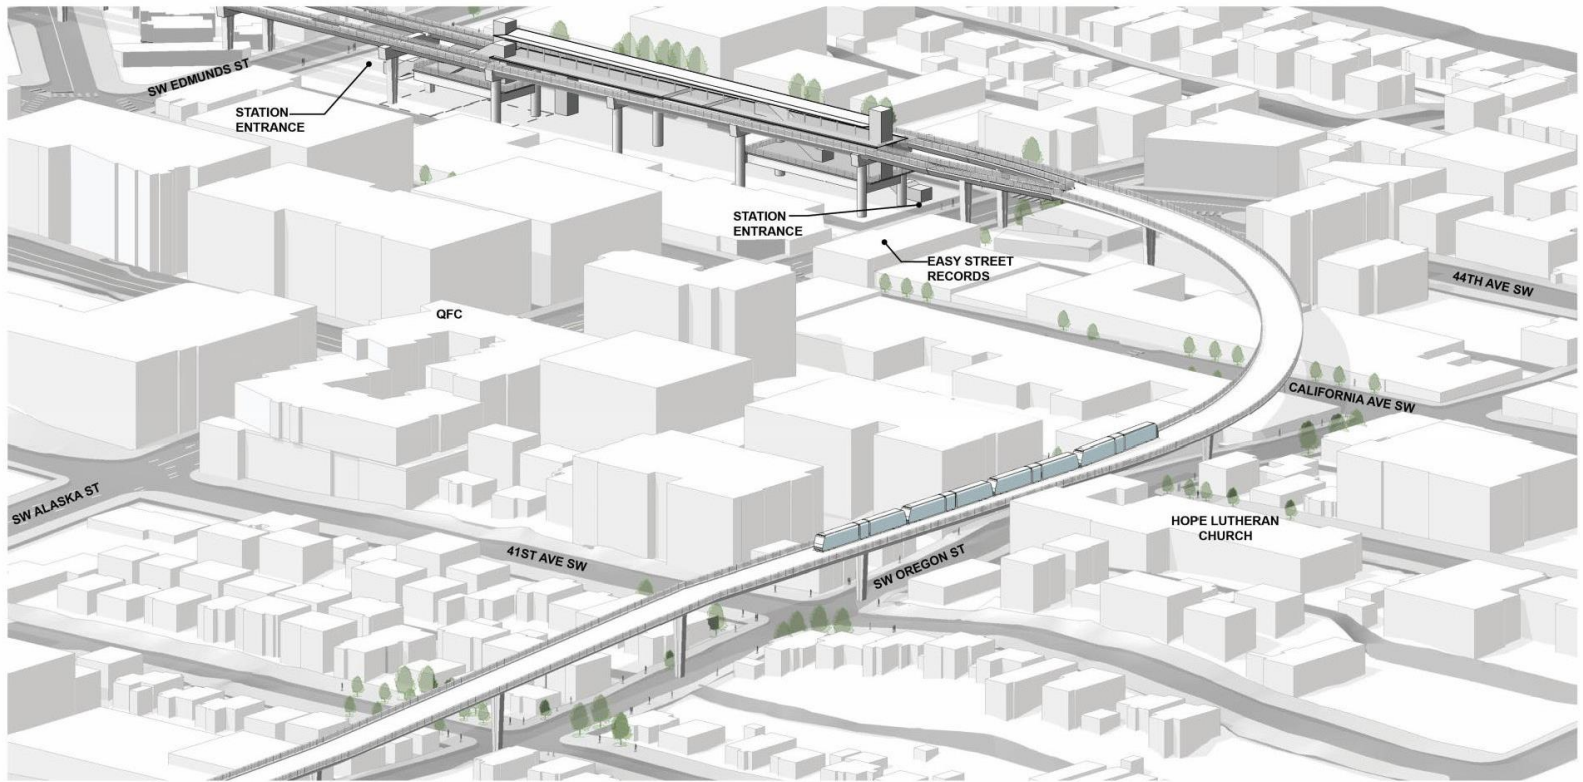 SW EDMUNDS ST
STATION
ENTRANCE
STATION
ENTRANCE
EASY STREET
RECORDS
44TH AVE SW
QFC
CALIFORNIA AVE SW
SW ALASKA ST
HOPE LUTHERAN
CHURCH
41ST AVE SW
SW OREGON ST